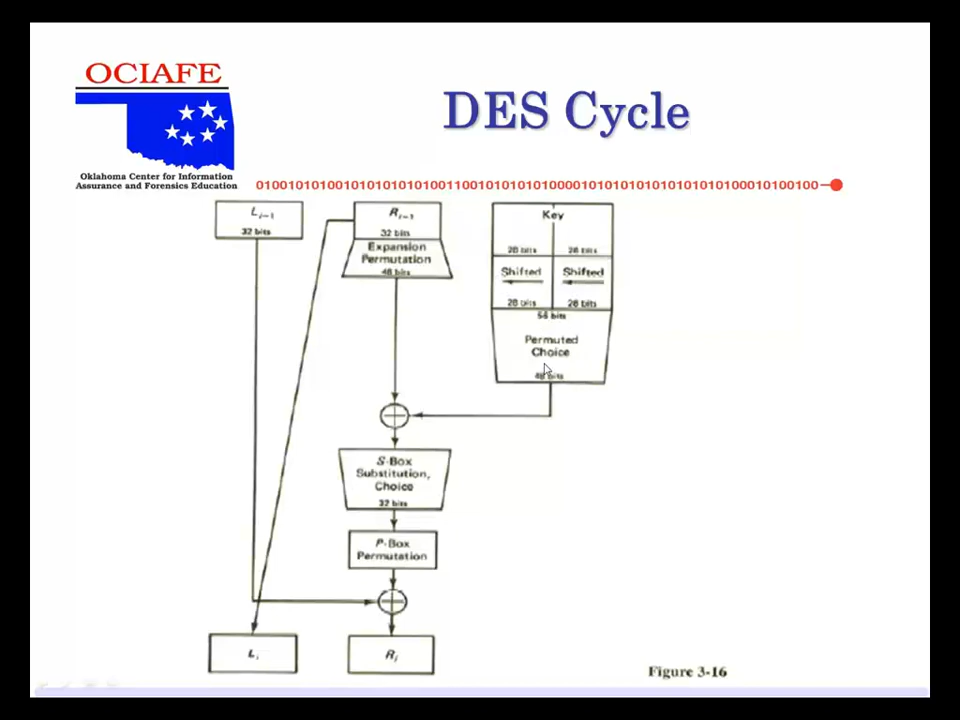 OCIAFE
DES Cycle
Oklahoma Center for Information
Assurance and Forensics Education
010010101001010101010101001100101010101010000101010101010101010100010100100
L i-1
32 bits
R i-1
32 bits
Expansion
Permutation
48 bits
Key
28 bits 28 bits
Shifted Shifted
28 bits 28 bits
56 bits
Permuted
Choice
48 bits
S-Box
Substitution,
Choice
32 bits
P-Box
Permutation
L i
R i
Figure 3-16